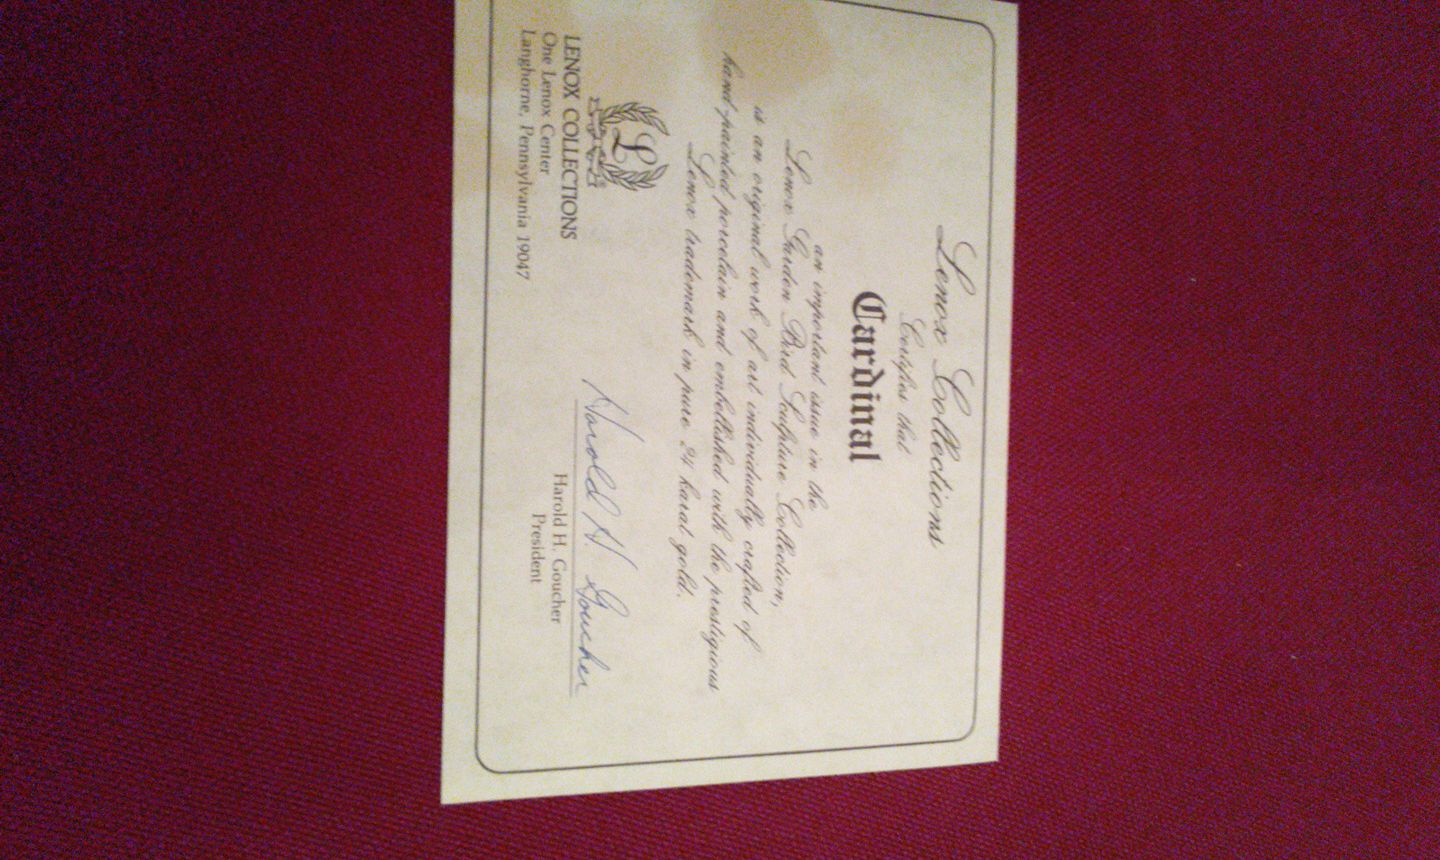 Lenox Collections
Certifies that
Cardinal
an important issue in the
Lenox Garden Bird Sculpture Collection,
is an original work of art individually crafted of
hand-painted porcelain and embellished with the prestigious
Lenox trademark in pure 24 karat gold.
L
LENOX COLLECTIONS
One Lenox Center
Langhorne, Pennsylvania 19047
Harold H. Goucher
Harold H. Goucher
President